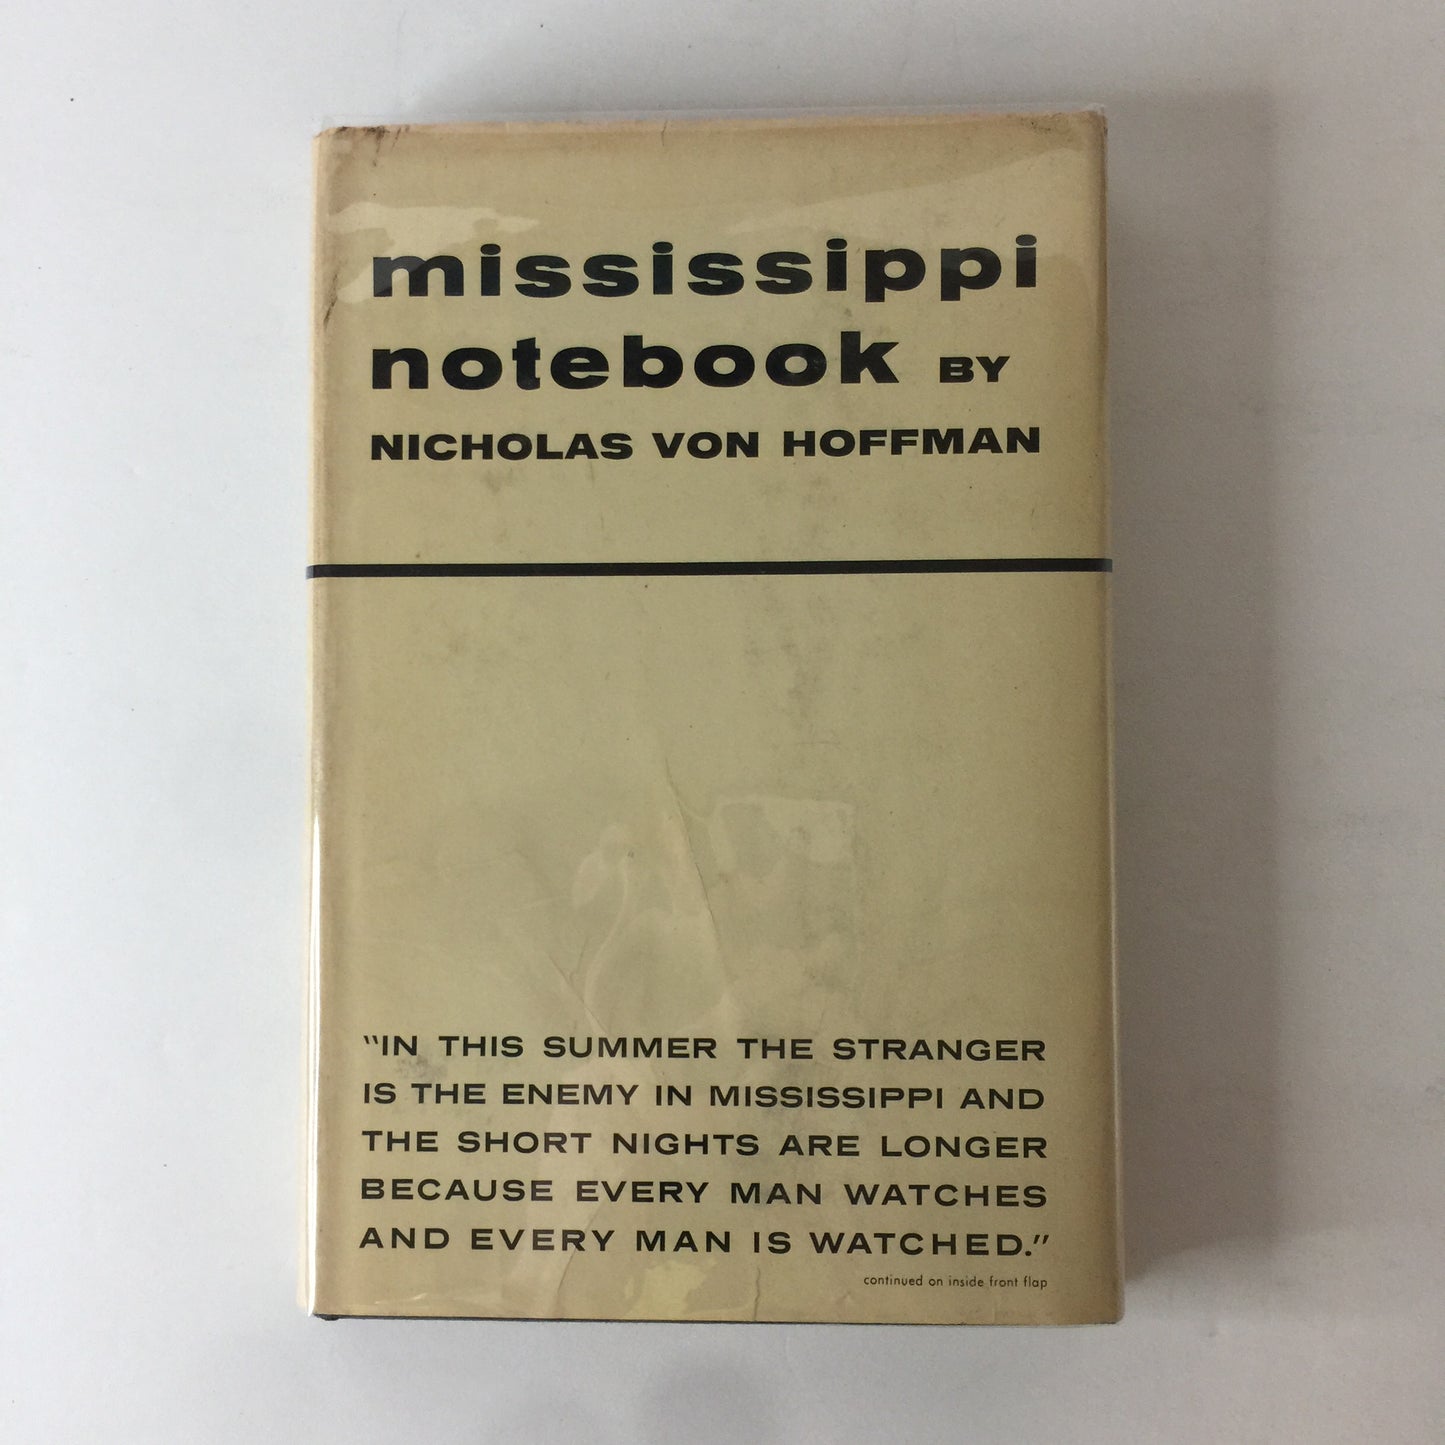 mississippi
notebook BY
NICHOLAS VON HOFFMAN
"IN THIS SUMMER THE STRANGER
IS THE ENEMY IN MISSISSIPPI AND
THE SHORT NIGHTS ARE LONGER
BECAUSE EVERY MAN WATCHES
AND EVERY MAN IS WATCHED."
continued on inside front flap